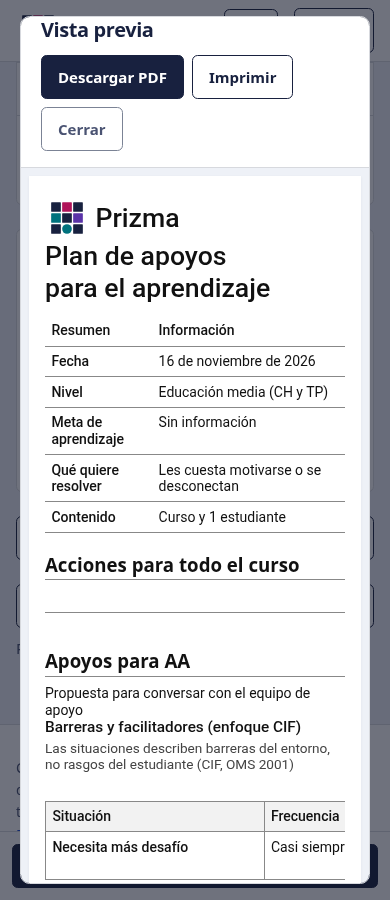 Vista previa
Descargar PDF
Imprimir
Cerrar
Prizma
Plan de apoyos
para el aprendizaje
Resumen Información
Fecha 16 de noviembre de 2026
Nivel Educación media (CH y TP)
Meta de Sin información
aprendizaje
Qué quiere Les cuesta motivarse o se
resolver desconectan
Contenido Curso y 1 estudiante
Acciones para todo el curso
Apoyos para AA
Propuesta para conversar con el equipo de
apoyo
Barreras y facilitadores (enfoque CIF)
Las situaciones describen barreras del entorno,
no rasgos del estudiante (CIF, OMS 2001)
Situación Frecuencia
Necesita más desafío Casi siempr